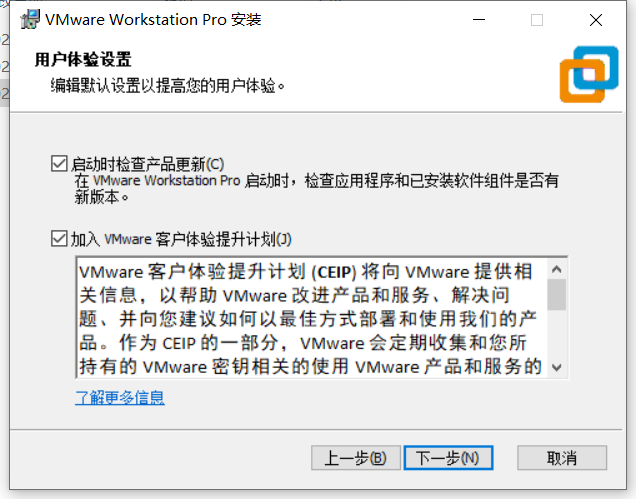 VMware Workstation Pro 安装
用户体验设置
编辑默认设置以提高您的用户体验。
启动时检查产品更新(C)
在 VMware Workstation Pro 启动时，检查应用程序和已安装软件组件是否有
新版本。
加入 VMware 客户体验提升计划(J)
VMware 客户体验提升计划 (CEIP) 将向 VMware 提供相
关信息，以帮助 VMware 改进产品和服务、解决问
题、并向您建议如何以最佳方式部署和使用我们的产
品。作为 CEIP 的一部分，VMware 会定期收集和您所
持有的 VMware 密钥相关的使用 VMware 产品和服务的
了解更多信息
上一步(B)
下一步(N)
取消